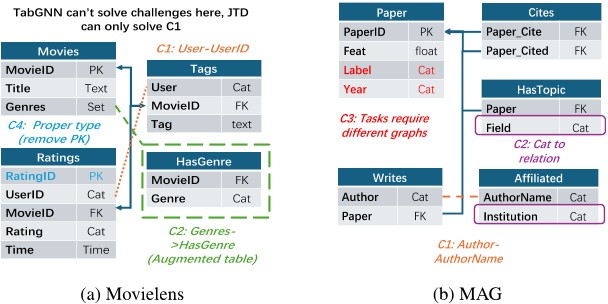 TabGNN can't solve challenges here, JTD
can only solve C1
C1: User-UserID
Movies
MovieID PK
Title Text
Genres Set
Tags
User Cat
MovieID FK
Tag text
C4: Proper type
(remove PK)
Ratings
RatingID PK
UserID Cat
MovieID FK
Rating Cat
Time Time
HasGenre
MovieID FK
Genre Cat
C2: Genres-
>HasGenre
(Augmented table)
(a) Movielens
Paper
PaperID PK
Feat float
Label Cat
Year Cat
Cites
Paper_Cite FK
Paper_Cited FK
C3: Tasks require
different graphs
HasTopic
Paper FK
Field Cat
C2: Cat to
relation
Writes
Author Cat
Paper FK
Affiliated
AuthorName Cat
Institution Cat
C1: Author-
AuthorName
(b) MAG